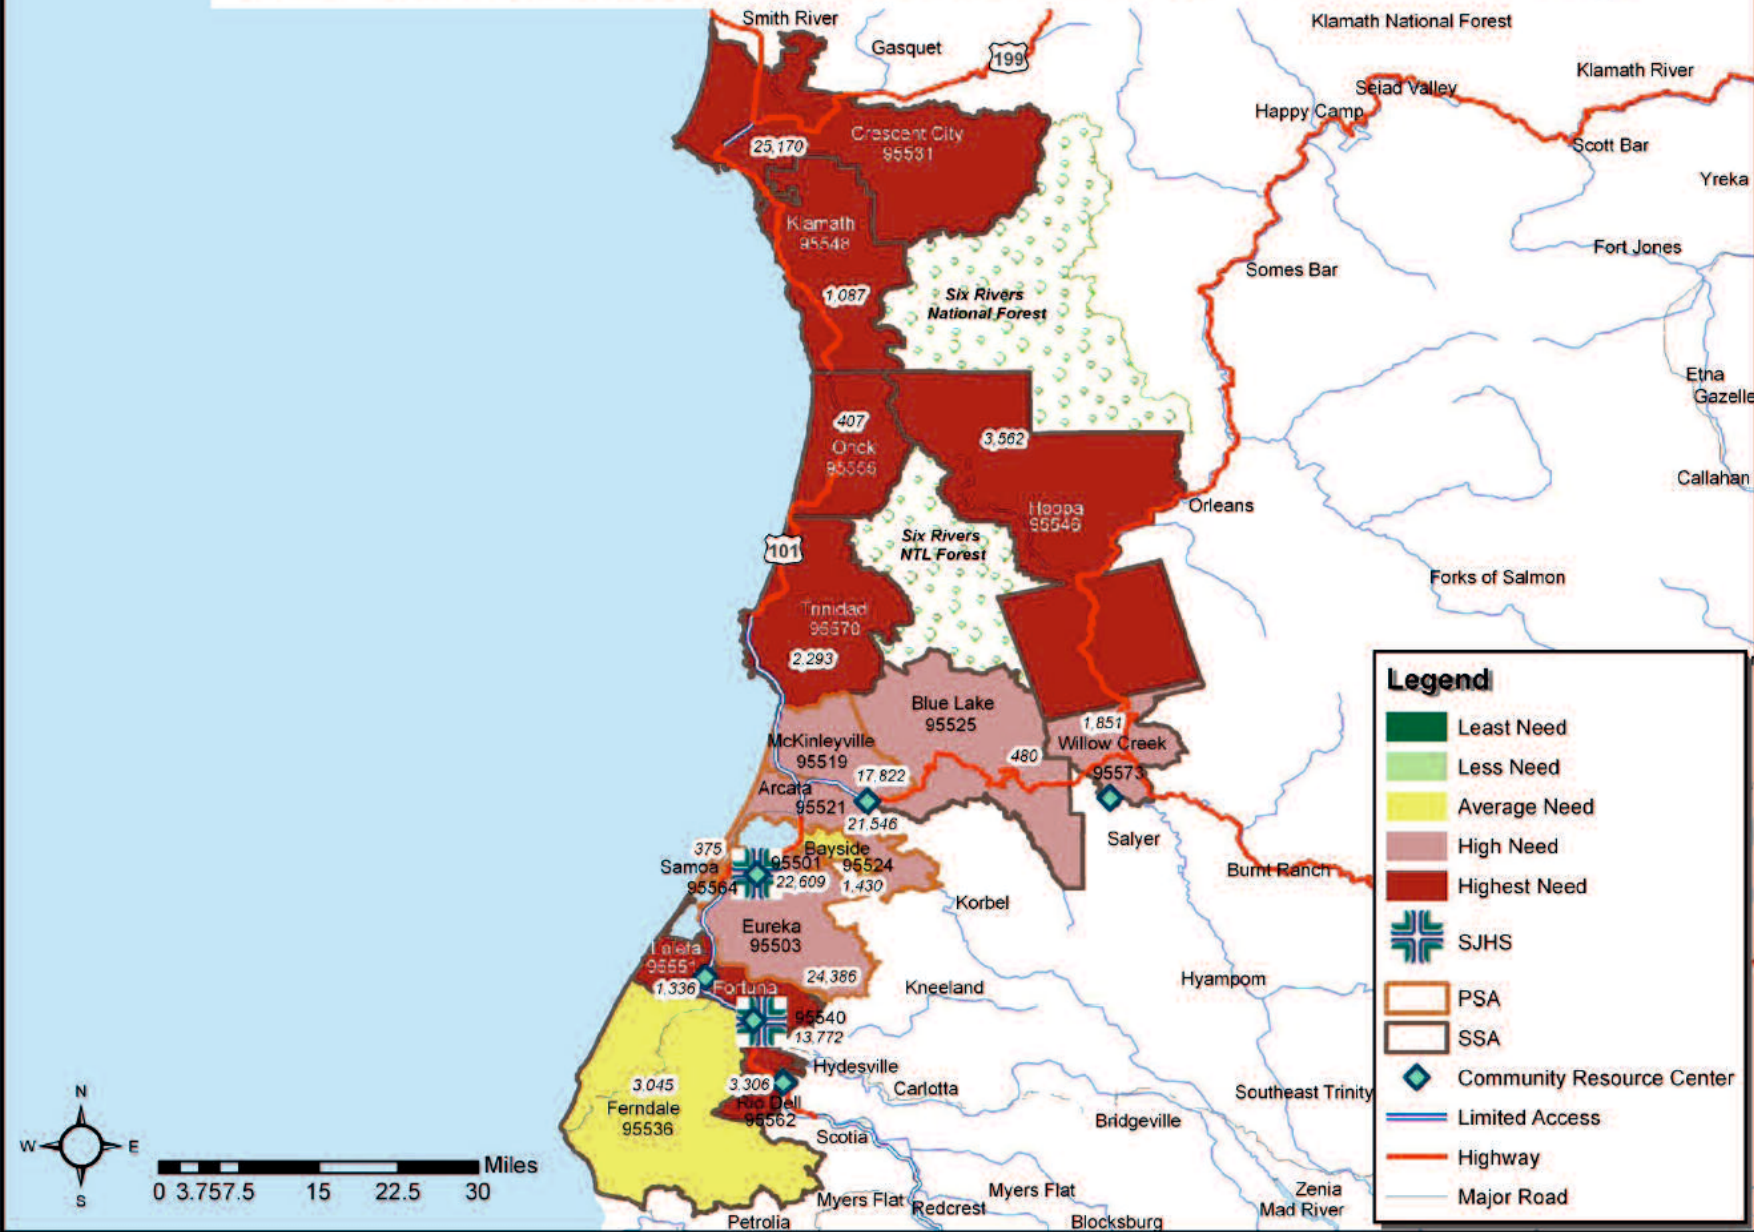 Smith River
Klamath National Forest
Gasquet
199
Klamath River
Seiad Valley
Happy Camp
25,170
Crescent City
95531
Scott Bar
Yreka
Klamath
95548
Fort Jones
Somes Bar
1,087
Six Rivers
National Forest
Etna
Gazelle
407
3,562
Orick
95555
Callahan
Hoopa
95546
Orleans
101
Six Rivers
NTL Forest
Forks of Salmon
Trinidad
95570
2,293
Blue Lake
95525
1,851
McKinleyville
95519
480
Willow Creek
95573
17,822
Arcata
95521
21,546
Salyer
375
Bayside
95524
Samoa
95564
95501
22,609
1,430
Burnt Ranch
Korbel
Eureka
95503
Loleta
95551
24,386
1,336
Fortuna
Kneeland
Hyampom
95540
13,772
Hydesville
3,045
3,306
Carlotta
Southeast Trinity
Ferndale
95536
Rio Dell
95562
Bridgeville
Scotia
Myers Flat
Myers Flat
Redcrest
Zenia
Mad River
Petrolia
Blocksburg
Legend
Least Need
Less Need
Average Need
High Need
Highest Need
SJHS
PSA
SSA
Community Resource Center
Limited Access
Highway
Major Road
N
W E
S
Miles
0 3.757.5 15 22.5 30